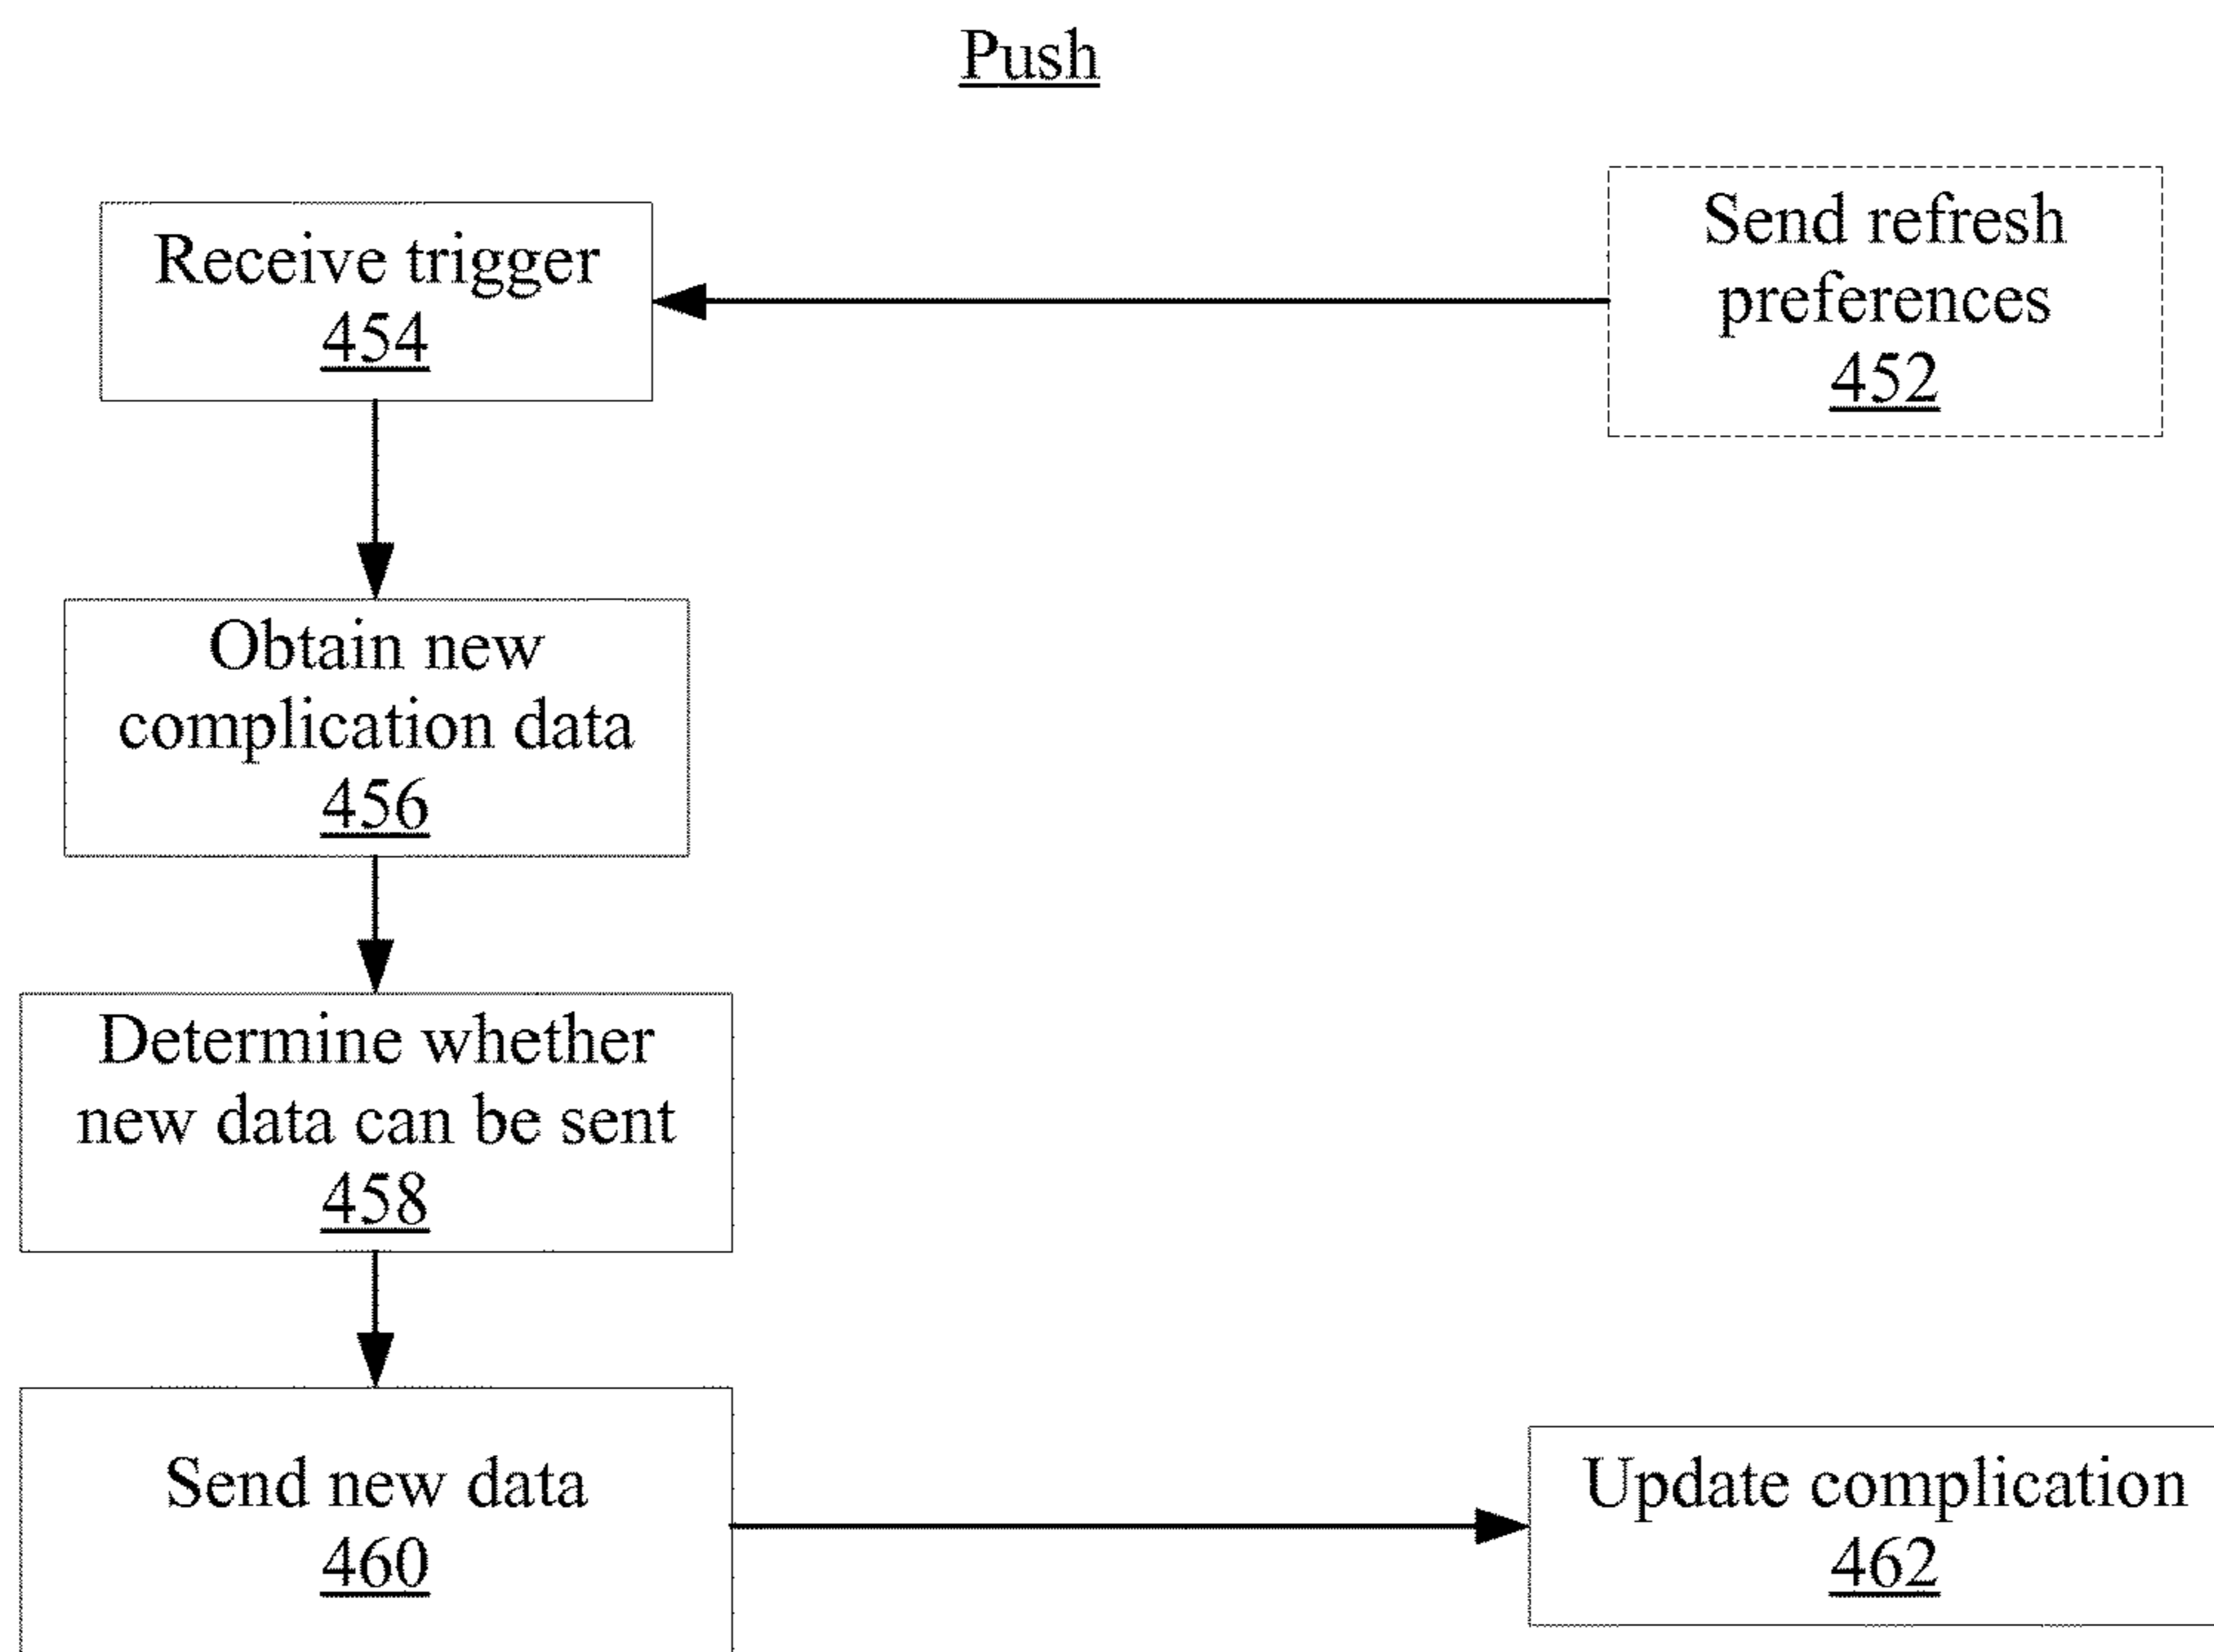 Push
Receive trigger
454
Send refresh
preferences
452
Obtain new
complication data
456
Determine whether
new data can be sent
458
Send new data
460
Update complication
462